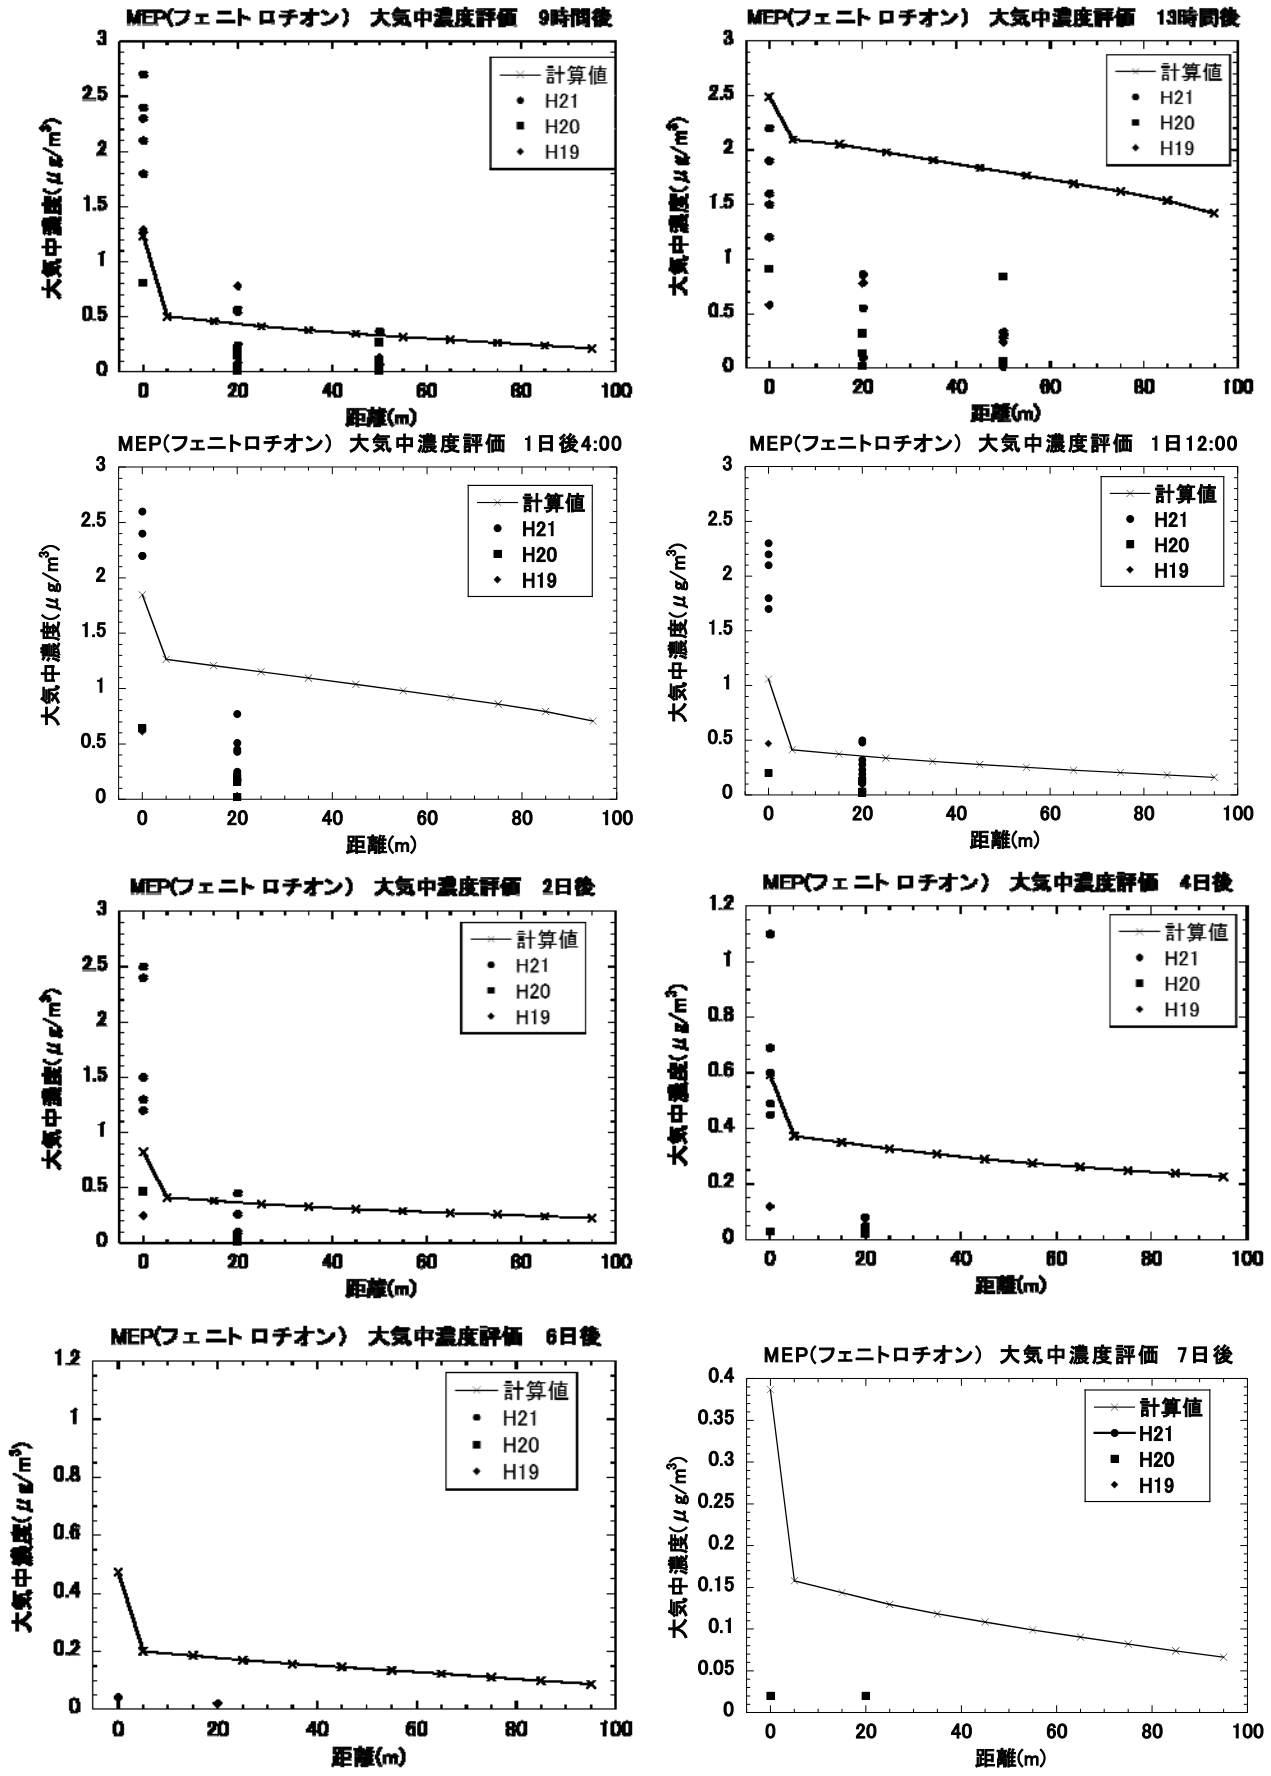 MEP(フェニトロチオン) 大気中濃度評価 9時間後
3
2.5
2
1.5
1
0.5
0
大気中濃度(μg/m³)
計算値
H21
H20
H19
0 20 40 60 80 100
距離(m)
MEP(フェニトロチオン) 大気中濃度評価 13時間後
3
2.5
2
1.5
1
0.5
0
大気中濃度(μg/m³)
計算値
H21
H20
H19
0 20 40 60 80 100
距離(m)
MEP(フェニトロチオン) 大気中濃度評価 1日後4:00
3
2.5
2
1.5
1
0.5
0
大気中濃度(μg/m³)
計算値
H21
H20
H19
0 20 40 60 80 100
距離(m)
MEP(フェニトロチオン) 大気中濃度評価 1日12:00
3
2.5
2
1.5
1
0.5
0
大気中濃度(μg/m³)
計算値
H21
H20
H19
0 20 40 60 80 100
距離(m)
MEP(フェニトロチオン) 大気中濃度評価 2日後
3
2.5
2
1.5
1
0.5
0
大気中濃度(μg/m³)
計算値
H21
H20
H19
0 20 40 60 80 100
距離(m)
MEP(フェニトロチオン) 大気中濃度評価 4日後
1.2
1
0.8
0.6
0.4
0.2
0
大気中濃度(μg/m³)
計算値
H21
H20
H19
0 20 40 60 80 100
距離(m)
MEP(フェニトロチオン) 大気中濃度評価 6日後
1.2
1
0.8
0.6
0.4
0.2
0
大気中濃度(μg/m³)
計算値
H21
H20
H19
0 20 40 60 80 100
距離(m)
MEP(フェニトロチオン) 大気中濃度評価 7日後
0.4
0.35
0.3
0.25
0.2
0.15
0.1
0.05
0
大気中濃度(μg/m³)
計算値
H21
H20
H19
0 20 40 60 80 100
距離(m)